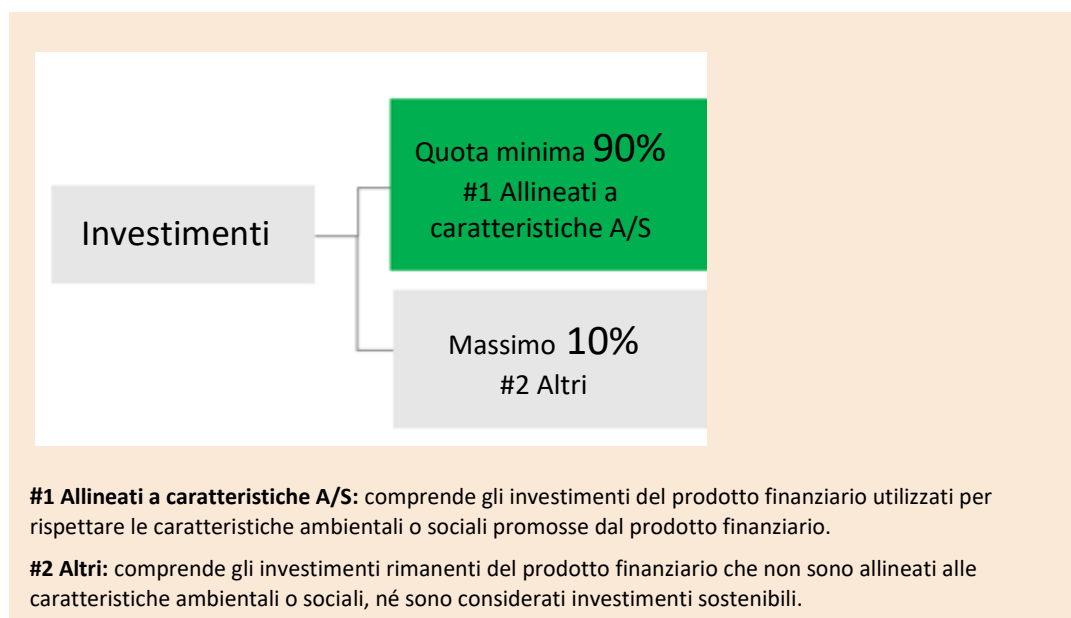 Quota minima 90%
#1 Allineati a
caratteristiche A/S
Investimenti
Massimo 10%
#2 Altri
#1 Allineati a caratteristiche A/S: comprende gli investimenti del prodotto finanziario utilizzati per
rispettare le caratteristiche ambientali o sociali promosse dal prodotto finanziario.
#2 Altri: comprende gli investimenti rimanenti del prodotto finanziario che non sono allineati alle
caratteristiche ambientali o sociali, né sono considerati investimenti sostenibili.